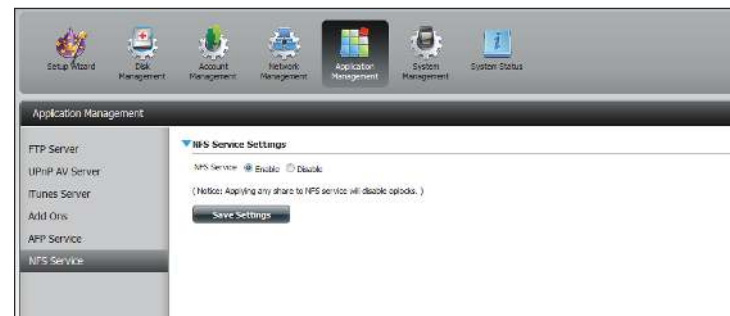 Setup Wizard
Disk Management
Account Management
Network Management
Application Management
System Management
System Status
Application Management
FTP Server
UPnP AV Server
iTunes Server
Add Ons
AFP Service
NFS Service
NFS Service Settings
NFS Service Enable Disable
( Notice: Applying any share to NFS service will disable oplocks. )
Save Settings